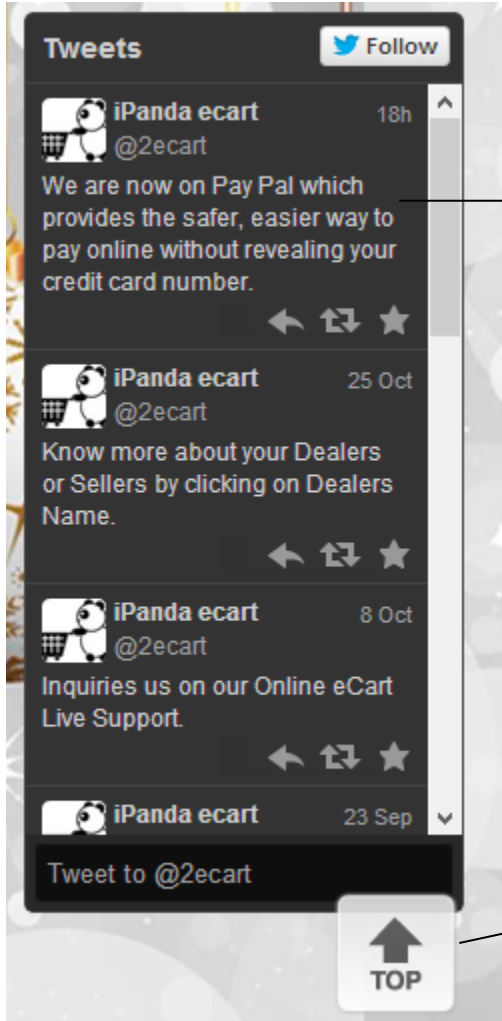 Tweets
Follow
iPanda ecart 18h
@2ecart
We are now on Pay Pal which
provides the safer, easier way to
pay online without revealing your
credit card number.
iPanda ecart 25 Oct
@2ecart
Know more about your Dealers
or Sellers by clicking on Dealers
Name.
iPanda ecart 8 Oct
@2ecart
Inquiries us on our Online eCart
Live Support.
iPanda ecart 23 Sep
Tweet to @2ecart
TOP